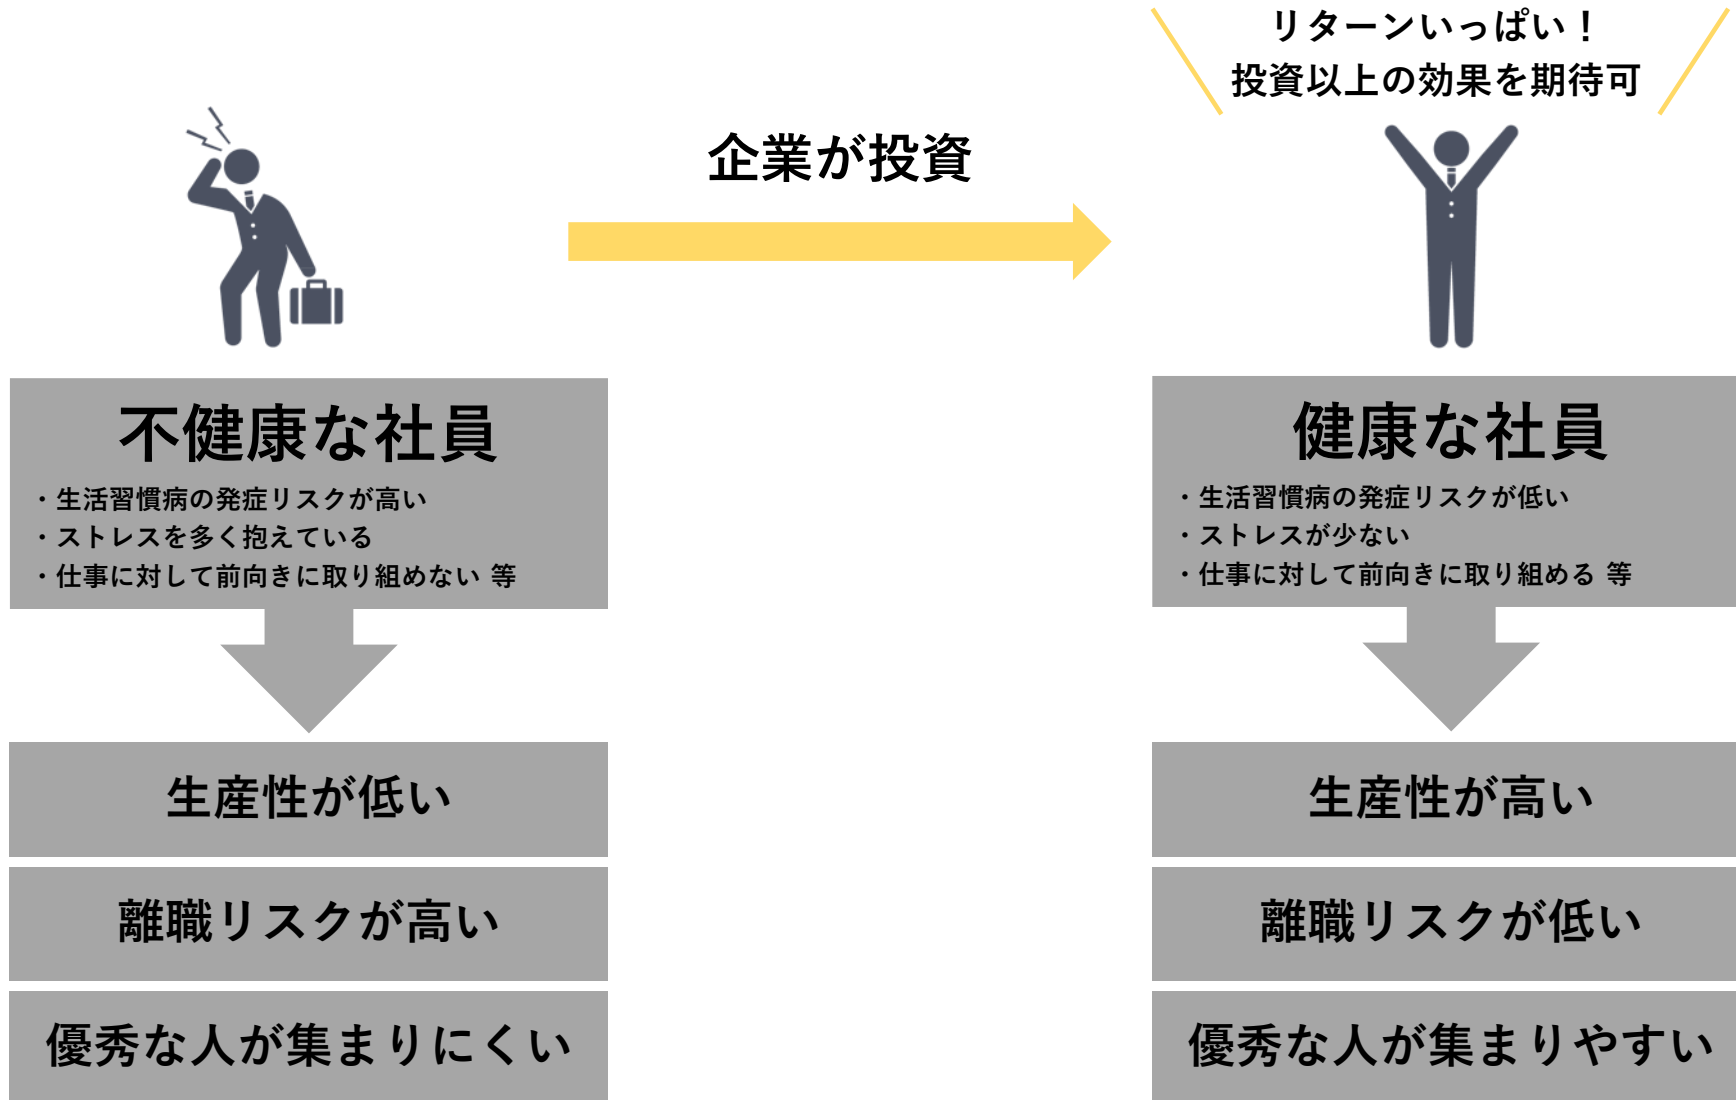 リターンいっぱい！
投資以上の効果を期待可
企業が投資
不健康な社員
・生活習慣病の発症リスクが高い
・ストレスを多く抱えている
・仕事に対して前向きに取り組めない 等
生産性が低い
離職リスクが高い
優秀な人が集まりにくい
健康な社員
・生活習慣病の発症リスクが低い
・ストレスが少ない
・仕事に対して前向きに取り組める 等
生産性が高い
離職リスクが低い
優秀な人が集まりやすい